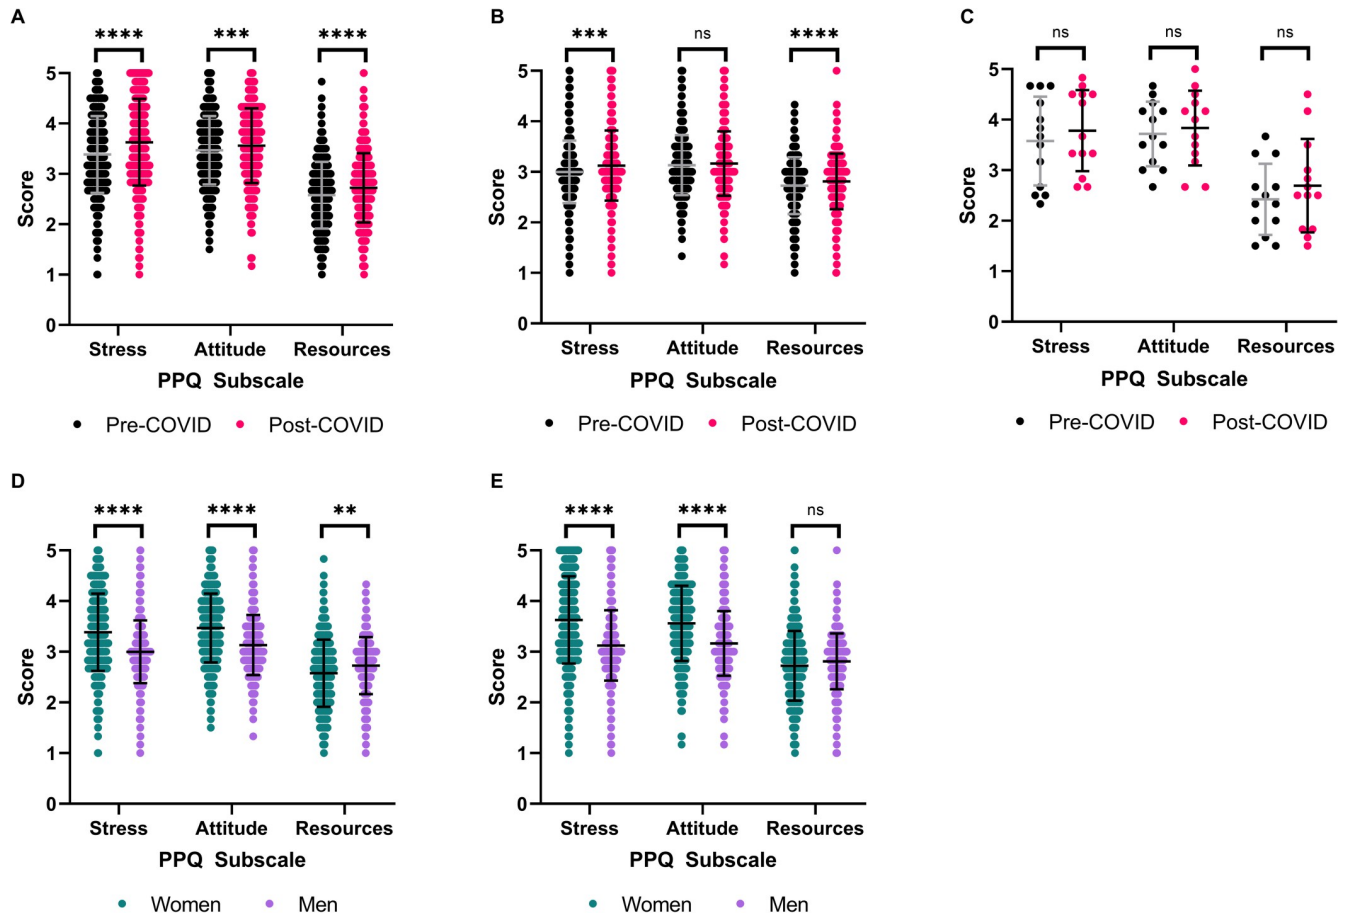 A
**** *** ****
5
4
3
2
1
0
Score
Stress Attitude Resources
PPQ Subscale
Pre-COVID Post-COVID
B
*** ns ****
5
4
3
2
1
0
Score
Stress Attitude Resources
PPQ Subscale
Pre-COVID Post-COVID
C
ns ns ns
5
4
3
2
1
0
Score
Stress Attitude Resources
PPQ Subscale
Pre-COVID Post-COVID
D
**** **** **
5
4
3
2
1
0
Score
Stress Attitude Resources
PPQ Subscale
Women Men
E
**** **** ns
5
4
3
2
1
0
Score
Stress Attitude Resources
PPQ Subscale
Women Men